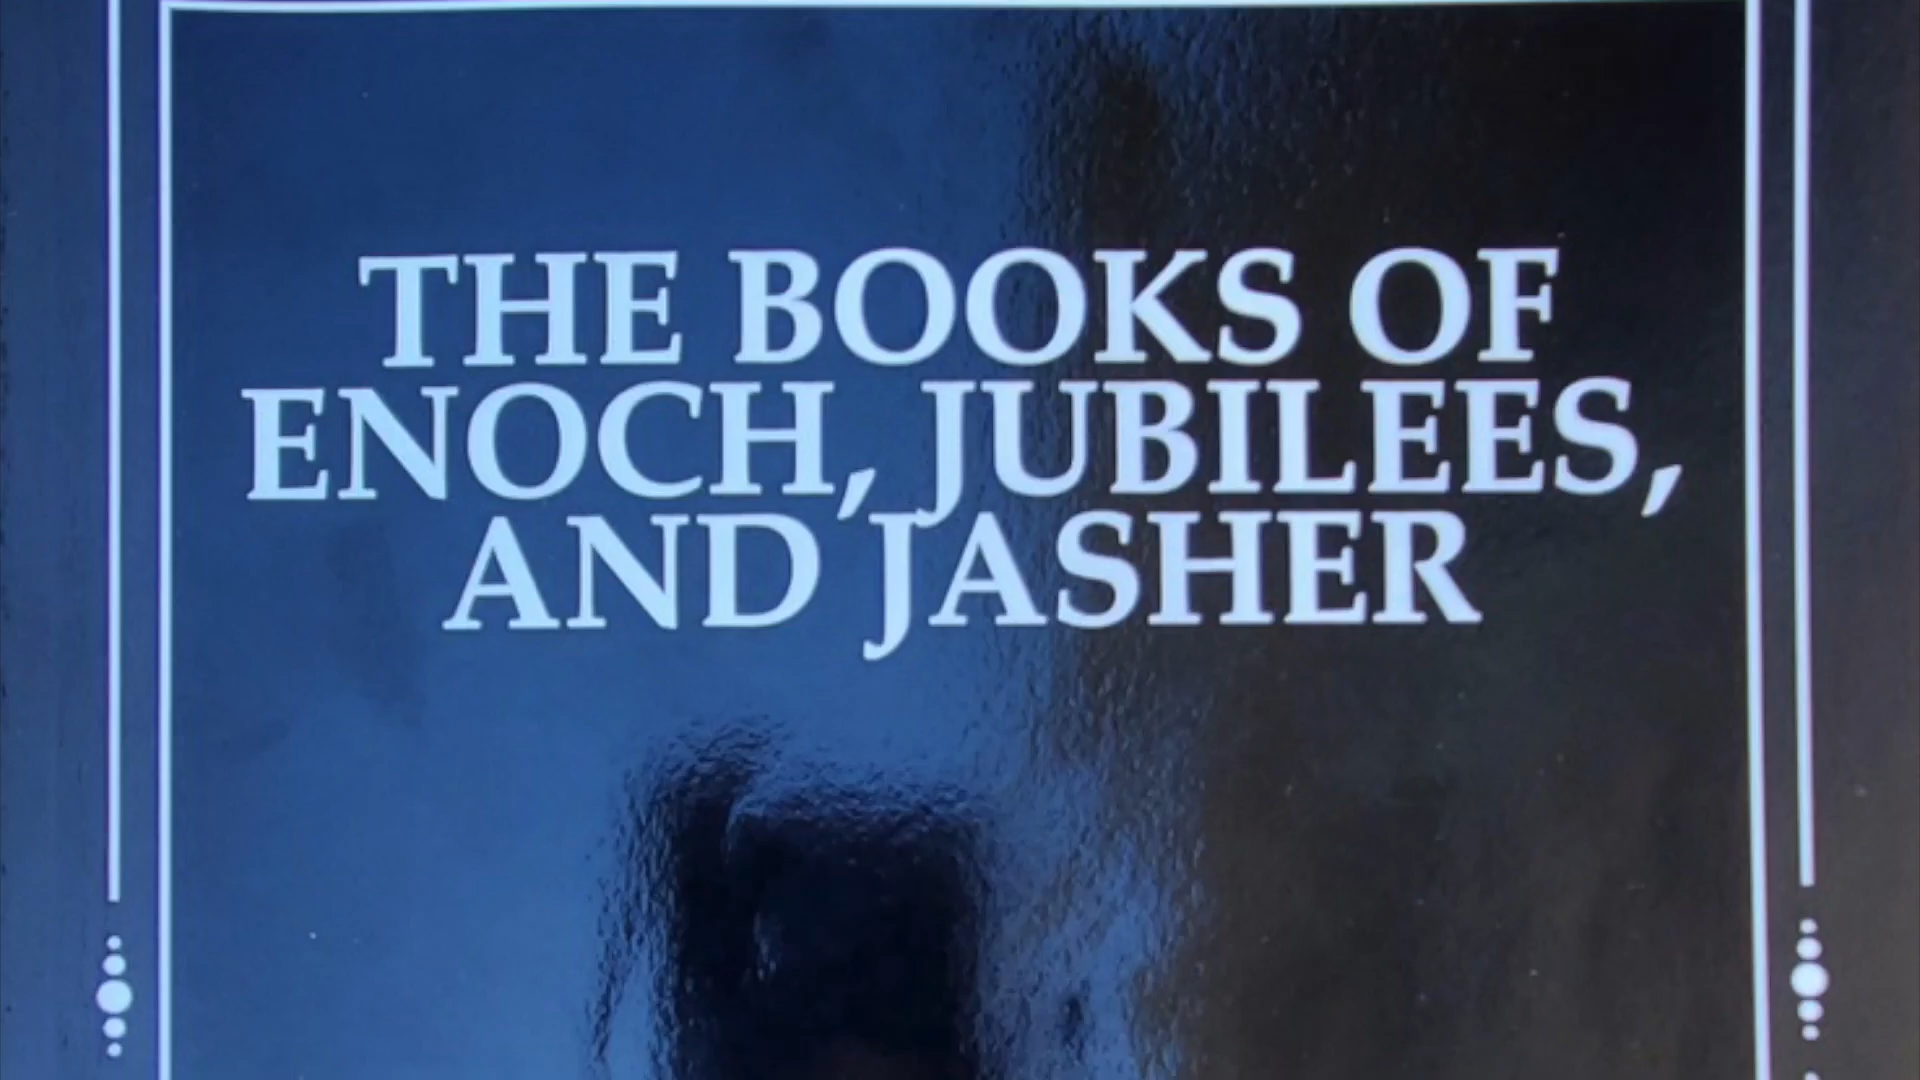 THE BOOKS OF
ENOCH, JUBILEES,
AND JASHER